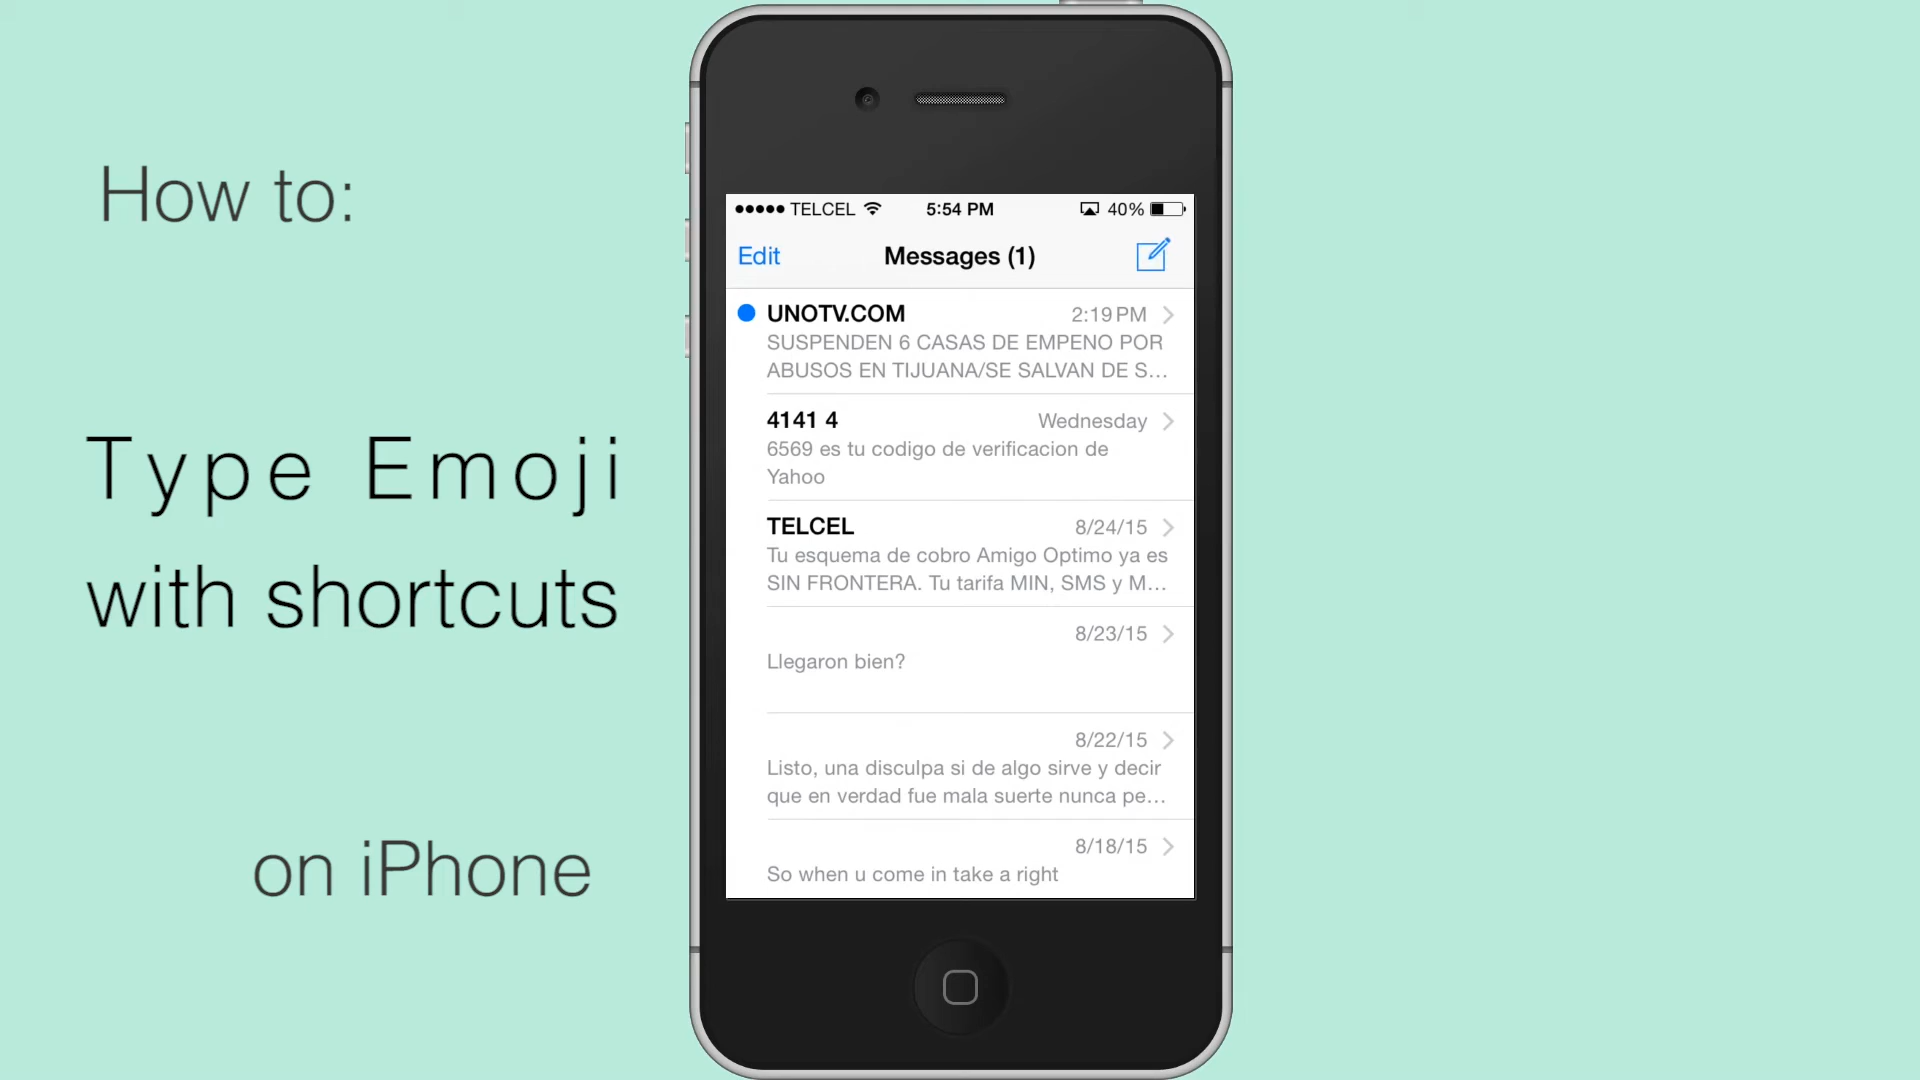 How to:
Type Emoji
with shortcuts
on iPhone
TELCEL 5:54 PM 40%
Edit Messages (1)
UNOTV.COM 2:19 PM
SUSPENDEN 6 CASAS DE EMPENO POR
ABUSOS EN TIJUANA/SE SALVAN DE S...
4141 4 Wednesday
6569 es tu codigo de verificacion de
Yahoo
TELCEL 8/24/15
Tu esquema de cobro Amigo Optimo ya es
SIN FRONTERA. Tu tarifa MIN, SMS y M...
8/23/15
Llegaron bien?
8/22/15
Listo, una disculpa si de algo sirve y decir
que en verdad fue mala suerte nunca pe...
8/18/15
So when u come in take a right